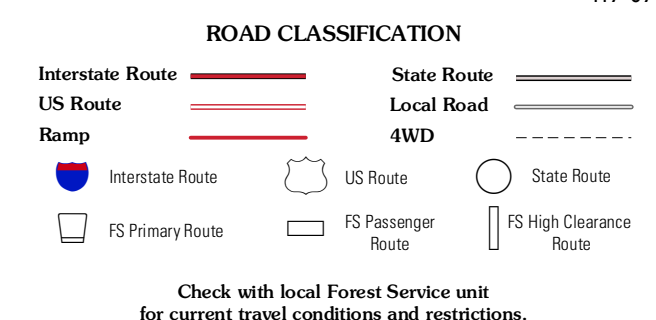 ROAD CLASSIFICATION
Interstate Route State Route
US Route Local Road
Ramp 4WD
Interstate Route US Route State Route
FS Primary Route FS Passenger Route FS High Clearance Route
Check with local Forest Service unit
for current travel conditions and restrictions.